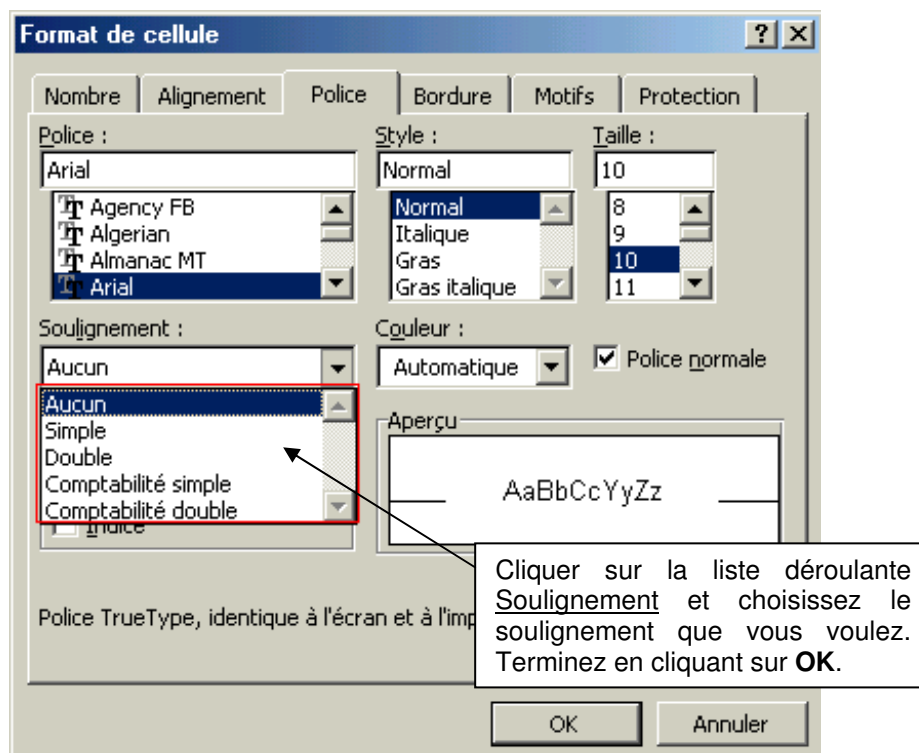 Format de cellule
Nombre Alignement Police Bordure Motifs Protection
Police : Style : Taille :
Arial Normal 10
Agency FB Normal 8
Algerian Italique 9
Almanac MT Gras 10
Arial Gras italique 11
Soulignement : Couleur :
Aucun Automatique Police normale
Aucun
Simple
Double
Comptabilité simple
Comptabilité double
Indice
Aperçu
AaBbCcYyZz
Cliquer sur la liste déroulante
Soulignement et choisissez le
soulignement que vous voulez.
Terminez en cliquant sur OK.
Police TrueType, identique à l'écran et à l'imp
OK Annuler